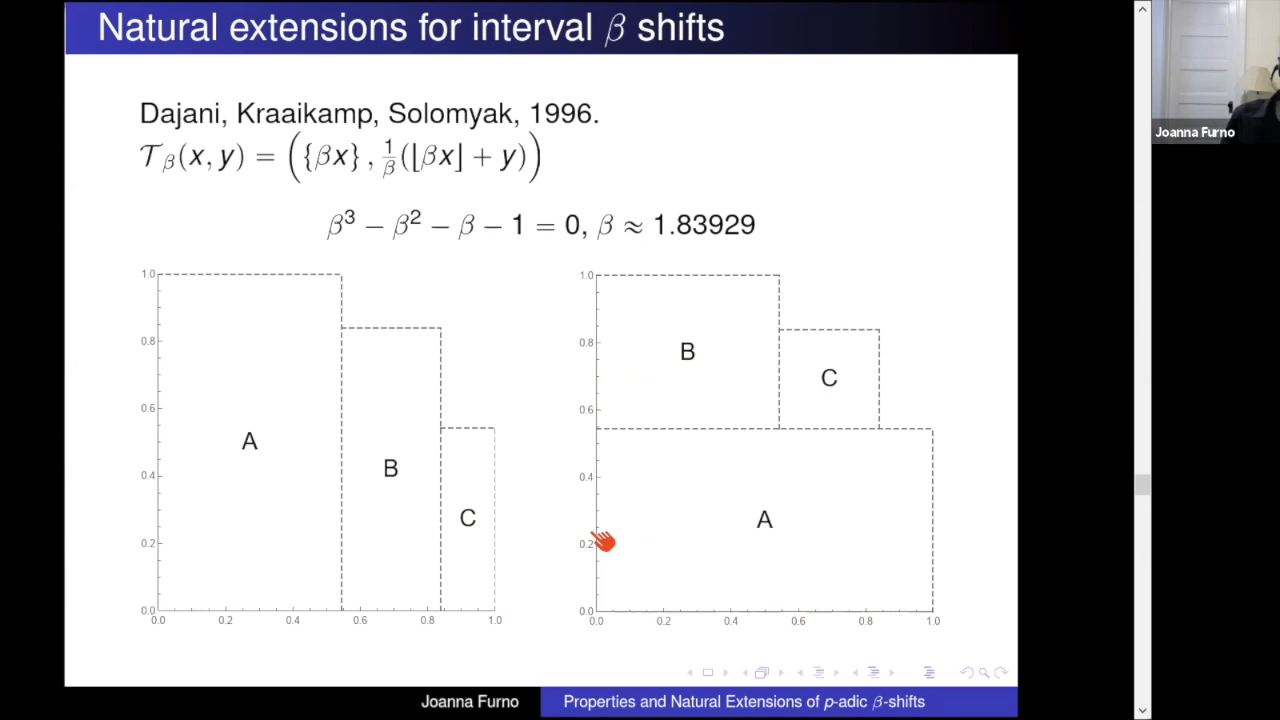 Natural extensions for interval β shifts
Joanna Furno
Dajani, Kraaikamp, Solomyak, 1996.
𝒯β(x, y) = ({βx}, 1/β(⌊βx⌋ + y))
β³ − β² − β − 1 = 0, β ≈ 1.83929
1.0
0.8
0.6
0.4
0.2
0.0
A
B
C
0.0 0.2 0.4 0.6 0.8 1.0
1.0
0.8
0.6
0.4
0.2
0.0
B
C
A
0.0 0.2 0.4 0.6 0.8 1.0
Joanna Furno
Properties and Natural Extensions of p-adic β-shifts